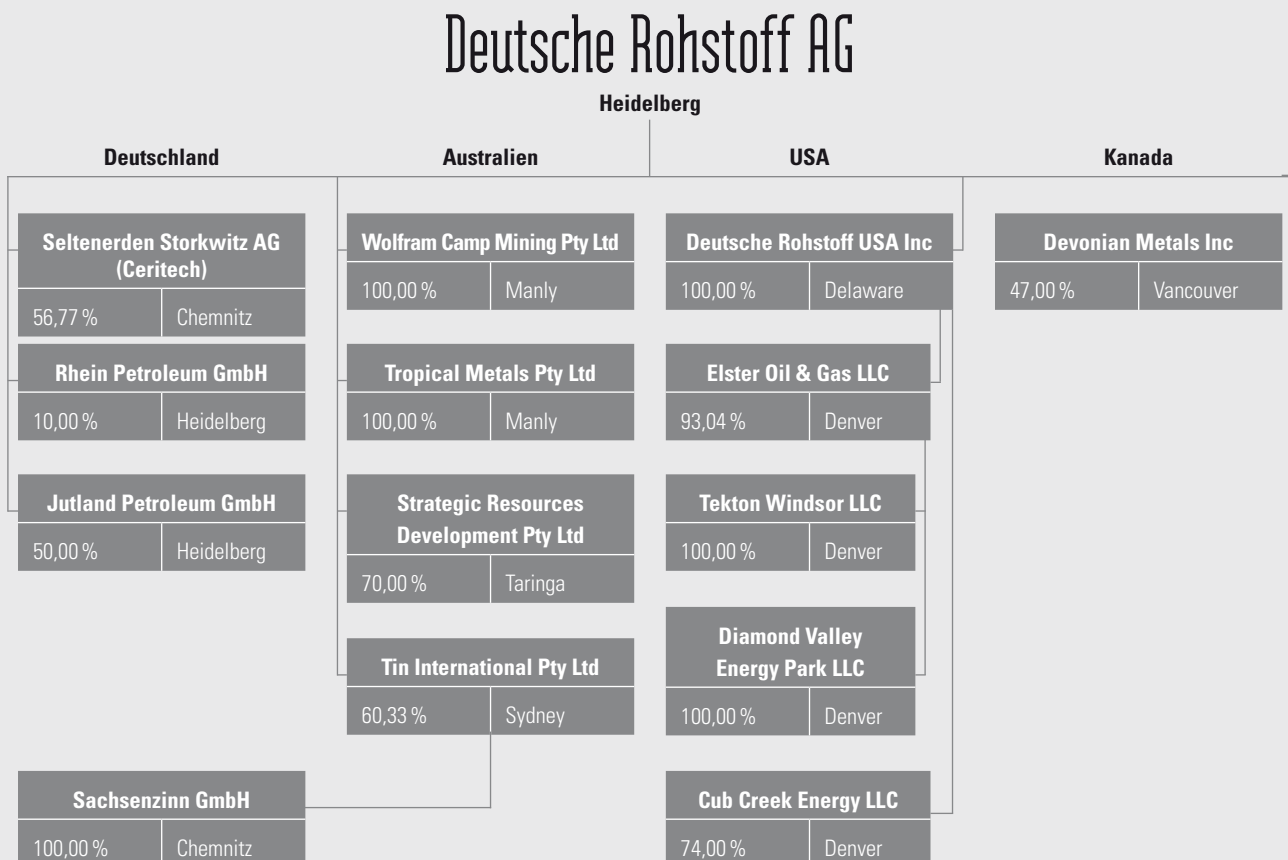 Deutsche Rohstoff AG
Heidelberg
Deutschland
Australien
USA
Kanada
Seltenerden Storkwitz AG
(Ceritech)
56,77 %
Chemnitz
Rhein Petroleum GmbH
10,00 %
Heidelberg
Jutland Petroleum GmbH
50,00 %
Heidelberg
Sachsenzinn GmbH
100,00 %
Chemnitz
Wolfram Camp Mining Pty Ltd
100,00 %
Manly
Tropical Metals Pty Ltd
100,00 %
Manly
Strategic Resources
Development Pty Ltd
70,00 %
Taringa
Tin International Pty Ltd
60,33 %
Sydney
Deutsche Rohstoff USA Inc
100,00 %
Delaware
Elster Oil & Gas LLC
93,04 %
Denver
Tekton Windsor LLC
100,00 %
Denver
Diamond Valley
Energy Park LLC
100,00 %
Denver
Cub Creek Energy LLC
74,00 %
Denver
Devonian Metals Inc
47,00 %
Vancouver